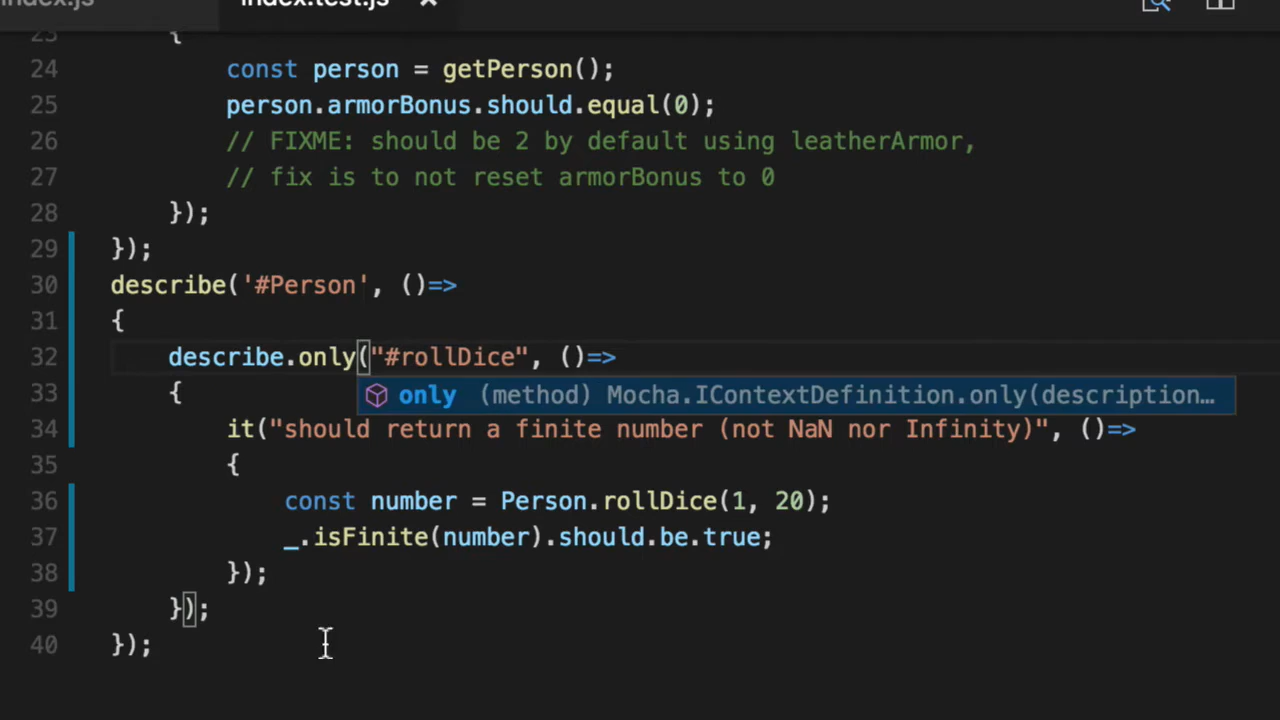 index.js index.test.js ×
23 {
24 const person = getPerson();
25 person.armorBonus.should.equal(0);
26 // FIXME: should be 2 by default using leatherArmor,
27 // fix is to not reset armorBonus to 0
28 });
29 });
30 describe('#Person', ()=>
31 {
32 describe.only("#rollDice", ()=>
33 {
only (method) Mocha.IContextDefinition.only(description…
34 it("should return a finite number (not NaN nor Infinity)", ()=>
35 {
36 const number = Person.rollDice(1, 20);
37 _.isFinite(number).should.be.true;
38 });
39 });
40 });